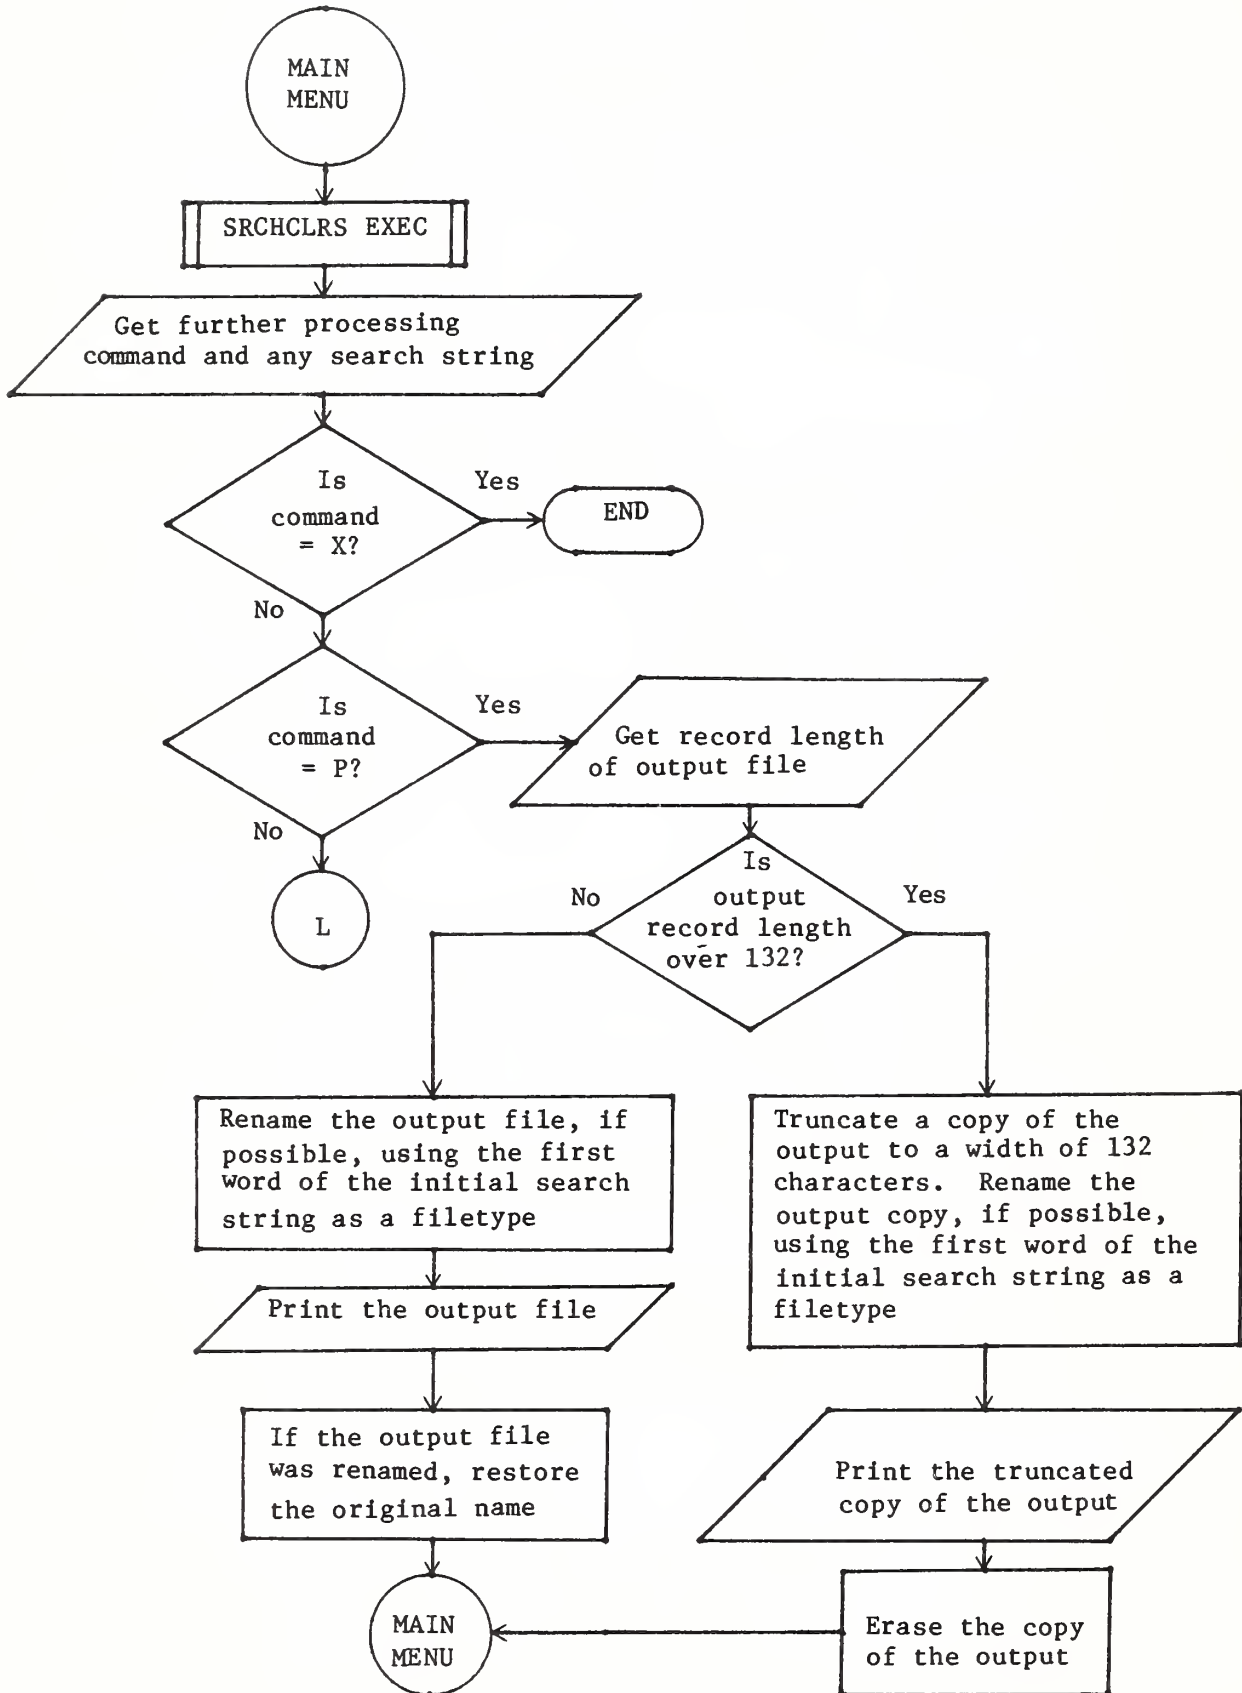 MAIN
MENU
SRCHCLRS EXEC
Get further processing
command and any search string
Is
command
= X?
Yes
END
No
Is
command
= P?
Yes
Get record length
of output file
No
L
Is
output
record length
over 132?
No
Yes
Rename the output file, if
possible, using the first
word of the initial search
string as a filetype
Print the output file
If the output file
was renamed, restore
the original name
MAIN
MENU
Truncate a copy of the
output to a width of 132
characters.  Rename the
output copy, if possible,
using the first word of the
initial search string as a
filetype
Print the truncated
copy of the output
Erase the copy
of the output